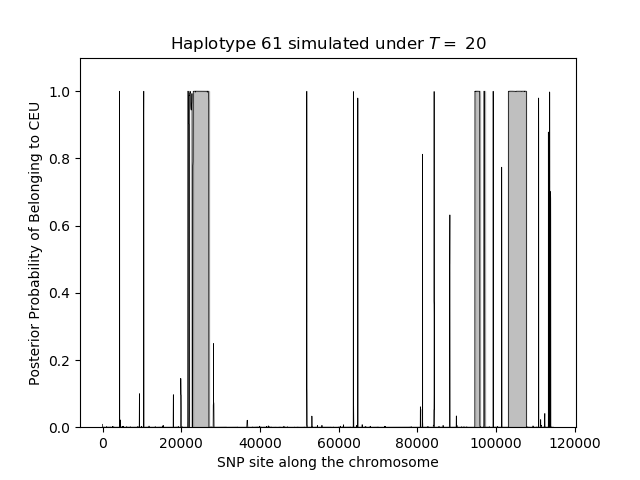 Haplotype 61 simulated under T = 20
Posterior Probability of Belonging to CEU
1.0
0.8
0.6
0.4
0.2
0.0
0 20000 40000 60000 80000 100000 120000
SNP site along the chromosome